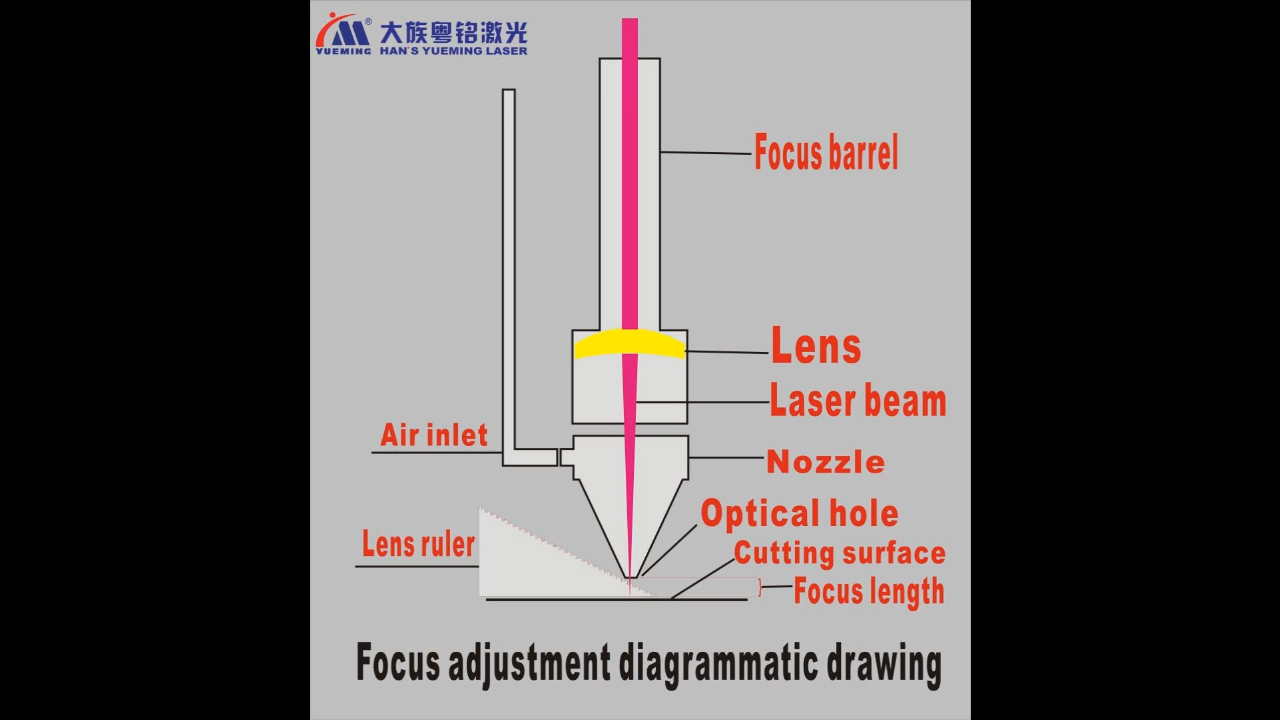 大族粤铭激光
YUEMING® HAN'S YUEMING LASER
Focus barrel
Lens
Laser beam
Air inlet
Nozzle
Optical hole
Lens ruler
Cutting surface
Focus length
Focus adjustment diagrammatic drawing